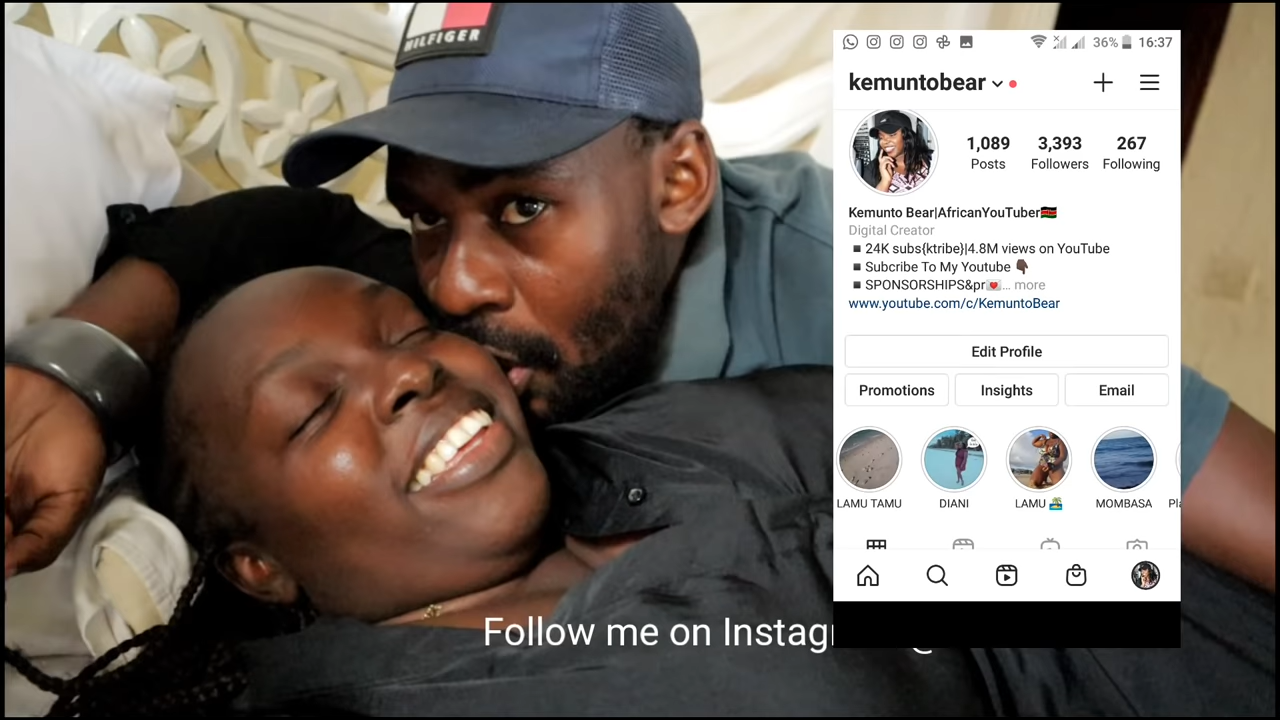 HILFIGER
36% 16:37
kemuntobear
1,089 3,393 267
Posts Followers Following
Kemunto Bear|AfricanYouTuber🇰🇪
Digital Creator
▪️24K subs{ktribe}|4.8M views on YouTube
▪️Subcribe To My Youtube 👇🏿
▪️SPONSORSHIPS&pr💌... more
www.youtube.com/c/KemuntoBear
Edit Profile
Promotions Insights Email
LAMU TAMU DIANI LAMU 🏝️ MOMBASA
Follow me on